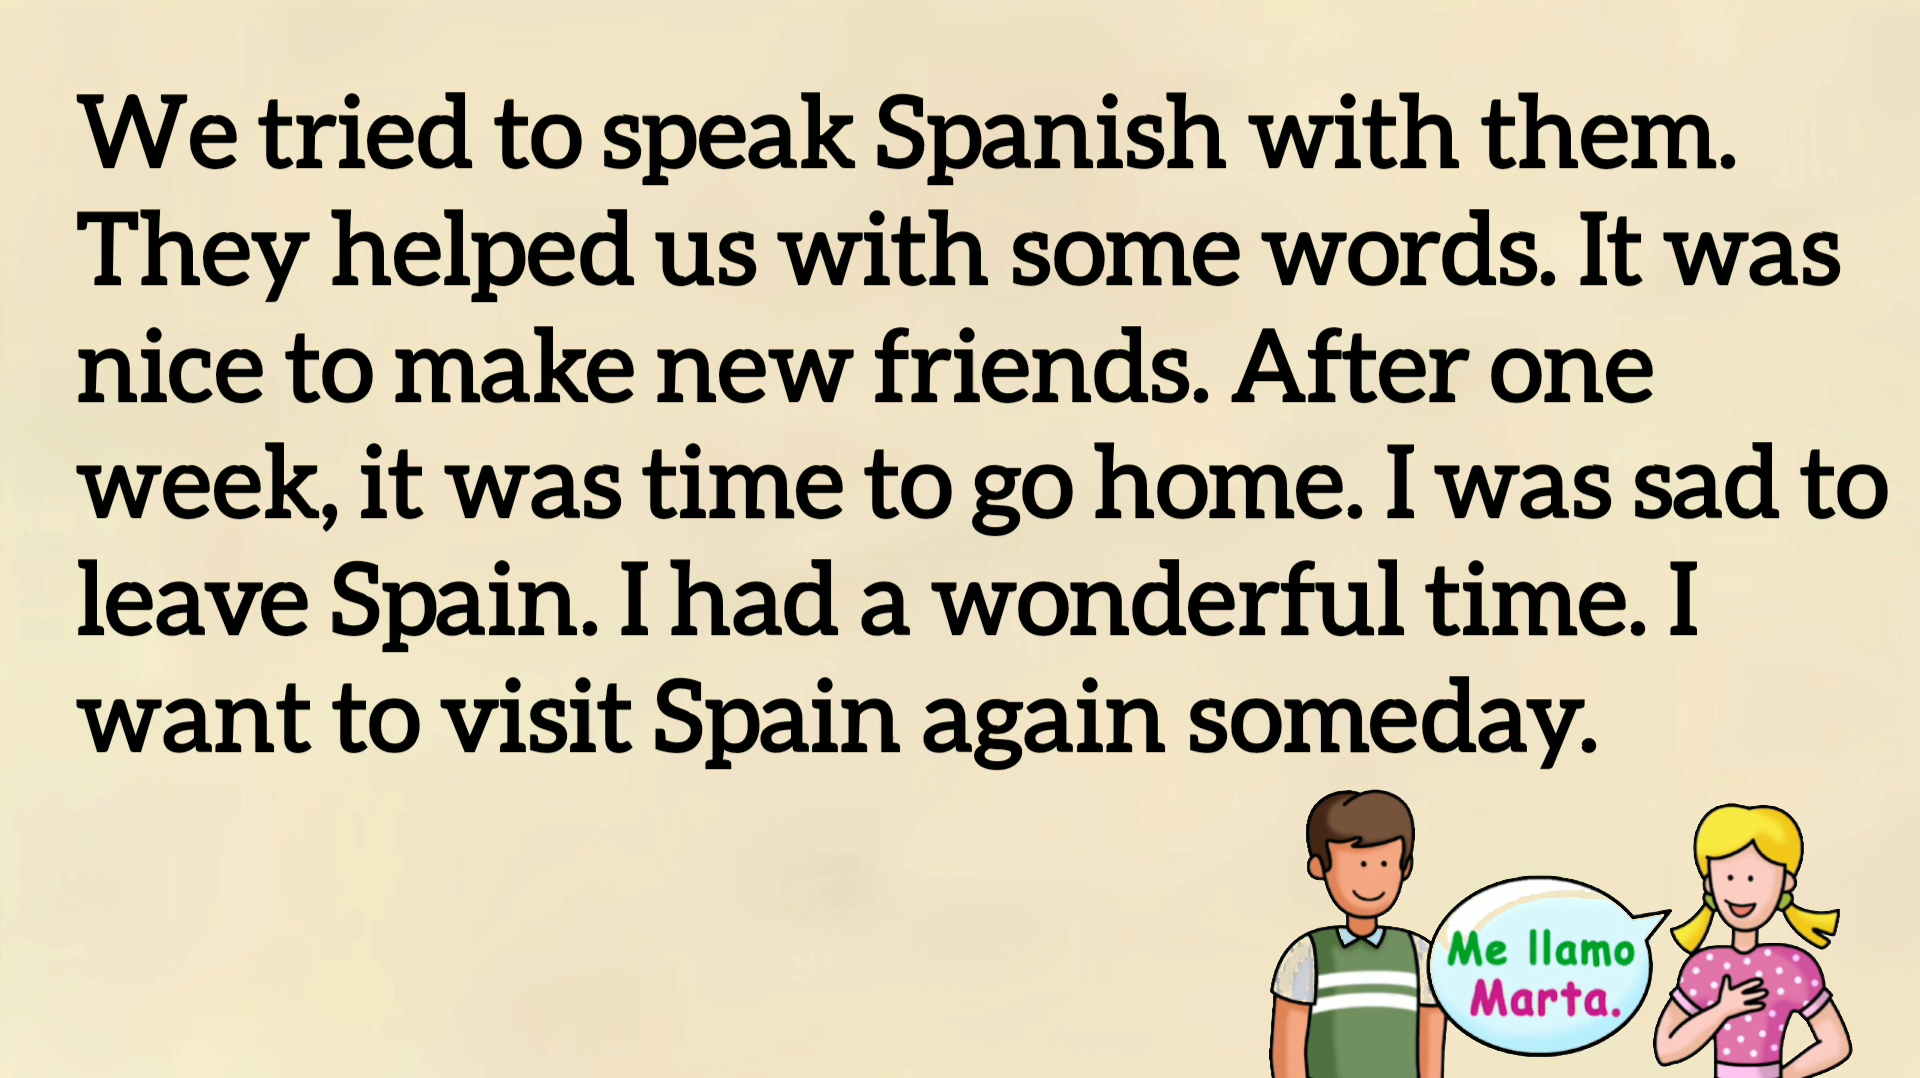 We tried to speak Spanish with them.
They helped us with some words. It was
nice to make new friends. After one
week, it was time to go home. I was sad to
leave Spain. I had a wonderful time. I
want to visit Spain again someday.
Me llamo
Marta.